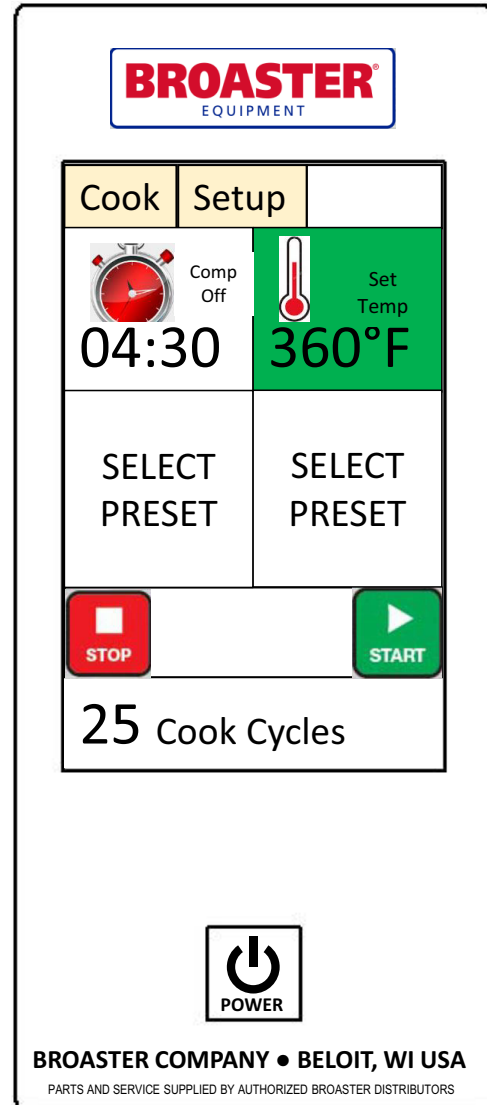 BROASTER®
EQUIPMENT
Cook Setup
Comp
Off
04:30
Set
Temp
360°F
SELECT
PRESET
SELECT
PRESET
STOP
START
25 Cook Cycles
POWER
BROASTER COMPANY ● BELOIT, WI USA
PARTS AND SERVICE SUPPLIED BY AUTHORIZED BROASTER DISTRIBUTORS